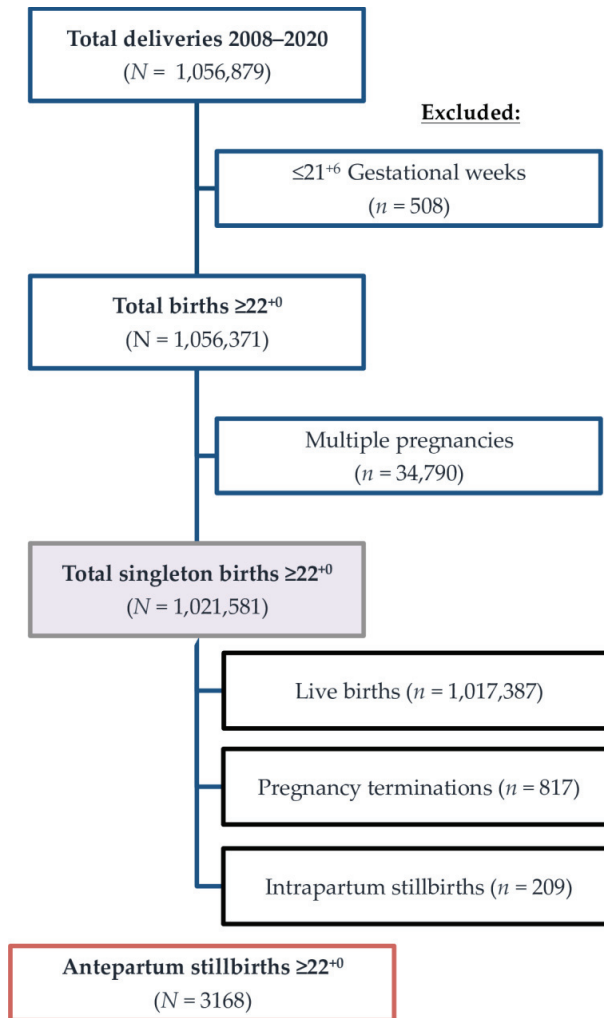 Total deliveries 2008–2020
(N = 1,056,879)
Excluded:
≤21+6 Gestational weeks
(n = 508)
Total births ≥22+0
(N = 1,056,371)
Multiple pregnancies
(n = 34,790)
Total singleton births ≥22+0
(N = 1,021,581)
Live births (n = 1,017,387)
Pregnancy terminations (n = 817)
Intrapartum stillbirths (n = 209)
Antepartum stillbirths ≥22+0
(N = 3168)